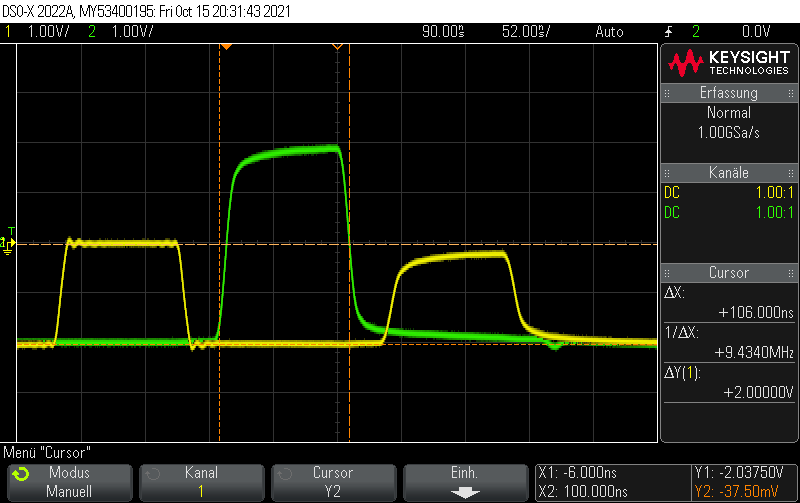 DSO-X 2022A, MY53400195: Fri Oct 15 20:31:43 2021
1 1.00V/ 2 1.00V/ 90.00ns/ 52.00ns/ Auto 2 0.0V
KEYSIGHT
TECHNOLOGIES
Erfassung
Normal
1.00GSa/s
Kanäle
DC 1.00:1
DC 1.00:1
Cursor
ΔX:
+106.000ns
1/ΔX:
+9.4340MHz
ΔY(1):
+2.00000V
T
2
Menü "Cursor"
Modus
Manuell
Kanal
1
Cursor
Y2
Einh.
X1: -6.000ns
X2: 100.000ns
Y1: -2.03750V
Y2: -37.50mV